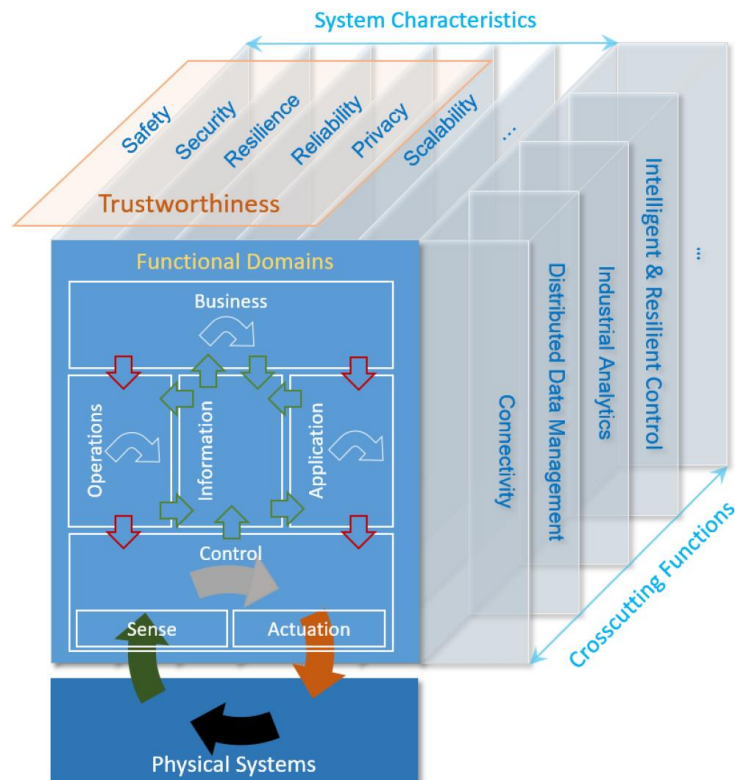 System Characteristics
Safety
Security
Resilience
Reliability
Privacy
Scalability
...
Trustworthiness
Functional Domains
Business
Operations
Information
Application
Control
Sense
Actuation
Physical Systems
Connectivity
Distributed Data Management
Industrial Analytics
Intelligent & Resilient Control
...
Crosscutting Functions